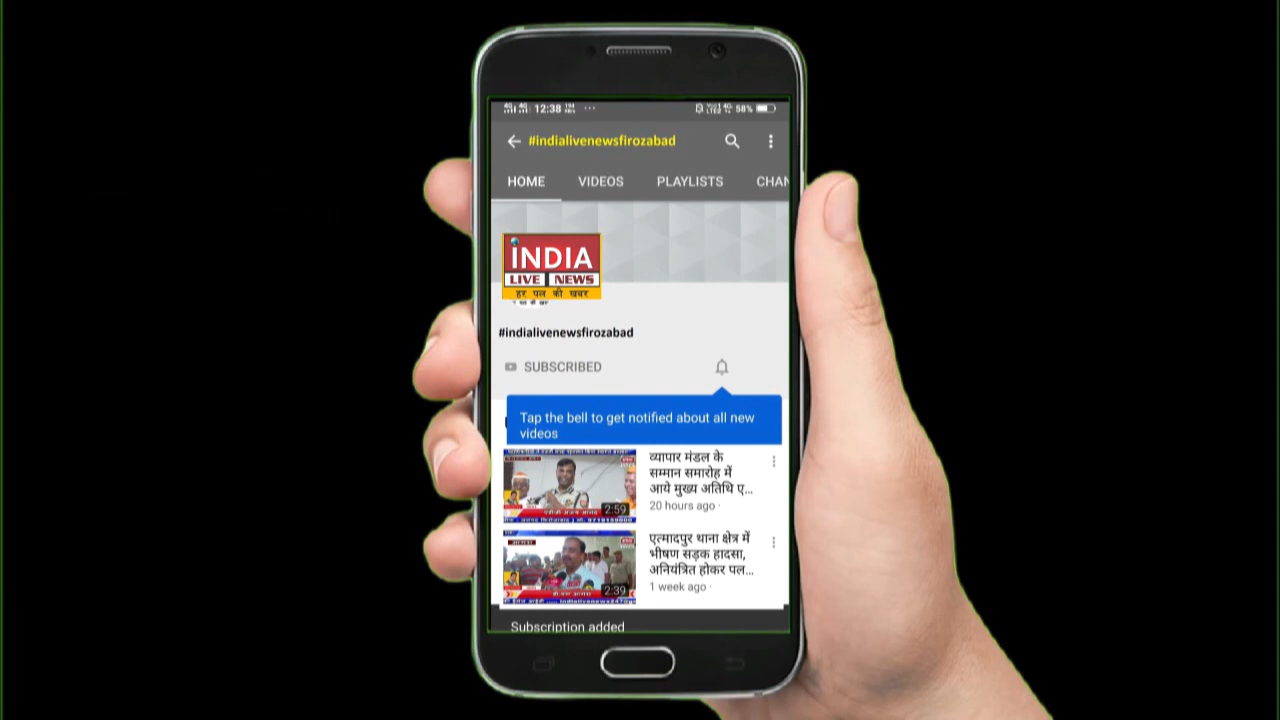 12:38
58%
#indialivenewsfirozabad
HOME VIDEOS PLAYLISTS CHAN
INDIA
LIVE NEWS
हर पल की खबर
#indialivenewsfirozabad
SUBSCRIBED
Tap the bell to get notified about all new
videos
व्यापार मंडल के
सम्मान समारोह में
आये मुख्य अतिथि ए...
20 hours ago
2:59
एत्मादपुर थाना क्षेत्र में
भीषण सड़क हादसा,
अनियंत्रित होकर पल...
1 week ago
2:39
Subscription added